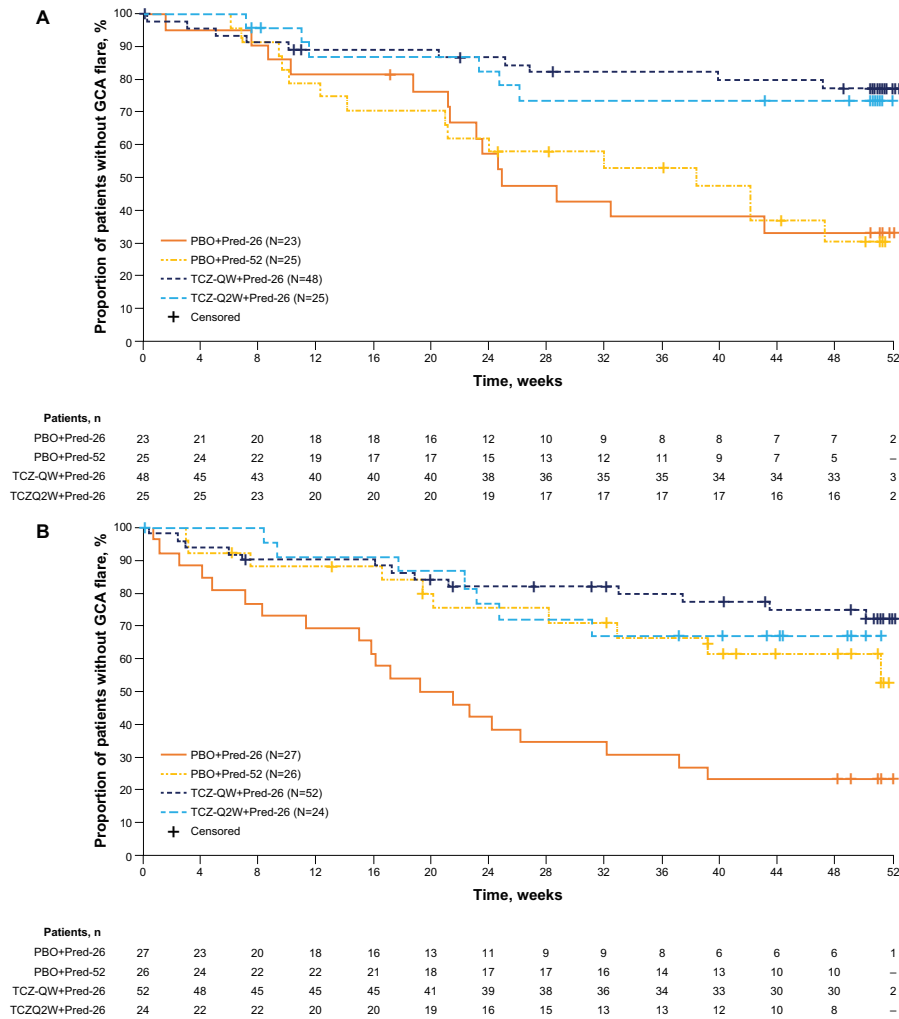 A
Proportion of patients without GCA flare, %
100
90
80
70
60
50
40
30
20
10
0
PBO+Pred-26 (N=23)
PBO+Pred-52 (N=25)
TCZ-QW+Pred-26 (N=48)
TCZ-Q2W+Pred-26 (N=25)
Censored
0 4 8 12 16 20 24 28 32 36 40 44 48 52
Time, weeks
Patients, n
PBO+Pred-26 23 21 20 18 18 16 12 10 9 8 8 7 7 2
PBO+Pred-52 25 24 22 19 17 17 15 13 12 11 9 7 5 –
TCZ-QW+Pred-26 48 45 43 40 40 40 38 36 35 35 34 34 33 3
TCZQ2W+Pred-26 25 25 23 20 20 20 19 17 17 17 17 16 16 2
B
Proportion of patients without GCA flare, %
100
90
80
70
60
50
40
30
20
10
0
PBO+Pred-26 (N=27)
PBO+Pred-52 (N=26)
TCZ-QW+Pred-26 (N=52)
TCZ-Q2W+Pred-26 (N=24)
Censored
0 4 8 12 16 20 24 28 32 36 40 44 48 52
Time, weeks
Patients, n
PBO+Pred-26 27 23 20 18 16 13 11 9 9 8 6 6 6 1
PBO+Pred-52 26 24 22 22 21 18 17 17 16 14 13 10 10 –
TCZ-QW+Pred-26 52 48 45 45 45 41 39 38 36 34 33 30 30 2
TCZQ2W+Pred-26 24 22 22 20 20 19 16 15 13 13 12 10 8 –